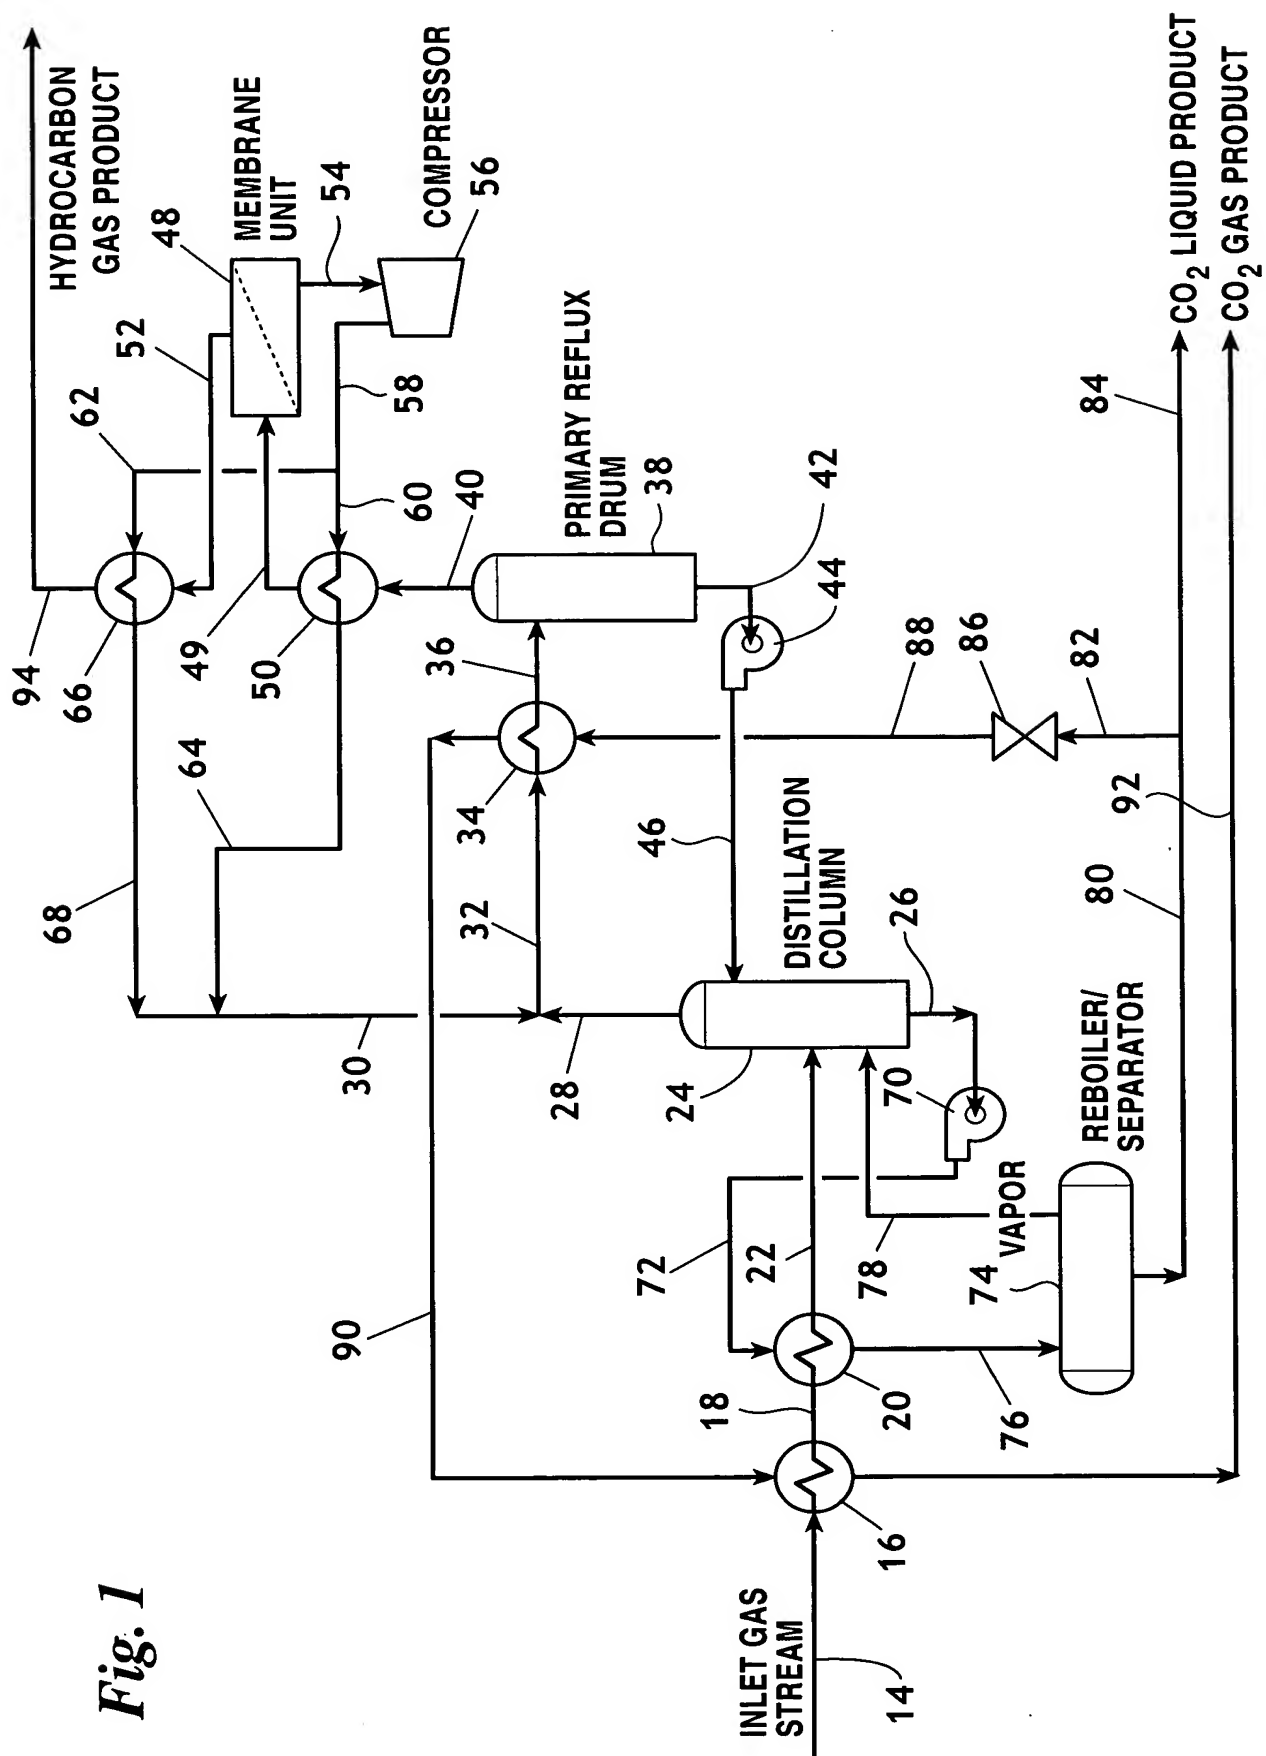 Fig. 1
HYDROCARBON
GAS PRODUCT
94
66
62
52
48
MEMBRANE
UNIT
54
COMPRESSOR
56
68
64
49
50
58
60
40
PRIMARY REFLUX
DRUM
38
42
44
36
34
32
30
28
90
46
DISTILLATION
COLUMN
24
26
70
72
22
78
VAPOR
74
REBOILER/
SEPARATOR
18
20
76
16
INLET GAS
STREAM
14
88
86
82
92
80
84
CO2 LIQUID PRODUCT
CO2 GAS PRODUCT